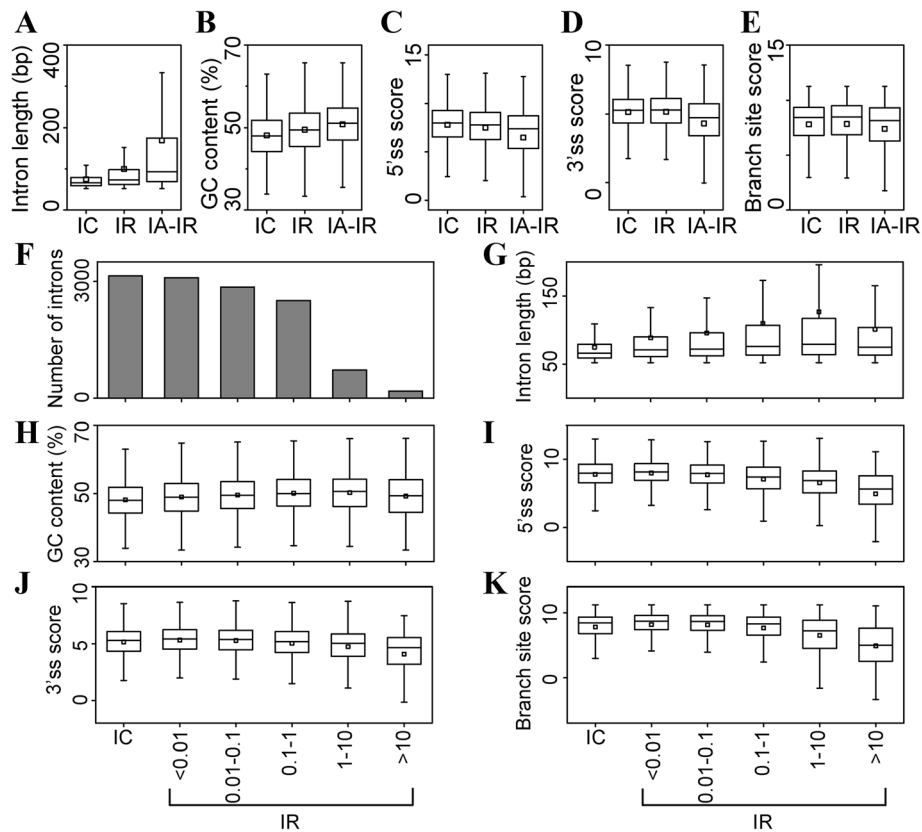 A
Intron length (bp)
400
200
0
IC IR IA-IR
B
GC content (%)
70
50
30
IC IR IA-IR
C
5'ss score
15
0
IC IR IA-IR
D
3'ss score
10
0
IC IR IA-IR
E
Branch site score
15
0
IC IR IA-IR
F
Number of introns
3000
0
G
Intron length (bp)
150
50
H
GC content (%)
70
50
30
I
5'ss score
10
0
J
3'ss score
10
5
0
IC <0.01 0.01-0.1 0.1-1 1-10 >10
IR
K
Branch site score
10
0
IC <0.01 0.01-0.1 0.1-1 1-10 >10
IR